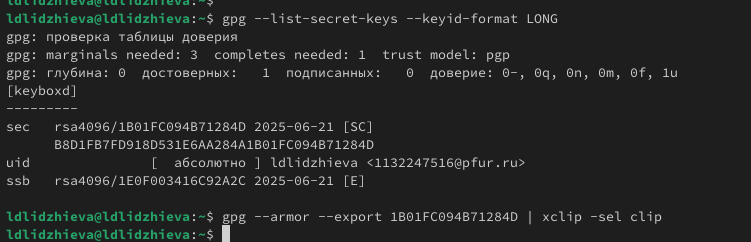 ldlidzhieva@ldlidzhieva:~$
ldlidzhieva@ldlidzhieva:~$ gpg --list-secret-keys --keyid-format LONG
gpg: проверка таблицы доверия
gpg: marginals needed: 3  completes needed: 1  trust model: pgp
gpg: глубина: 0  достоверных:   1  подписанных:   0  доверие: 0-, 0q, 0n, 0m, 0f, 1u
[keyboxd]
---------
sec   rsa4096/1B01FC094B71284D 2025-06-21 [SC]
      B8D1FB7FD918D531E6AA284A1B01FC094B71284D
uid               [  абсолютно ] ldlidzhieva <1132247516@pfur.ru>
ssb   rsa4096/1E0F003416C92A2C 2025-06-21 [E]

ldlidzhieva@ldlidzhieva:~$ gpg --armor --export 1B01FC094B71284D | xclip -sel clip
ldlidzhieva@ldlidzhieva:~$